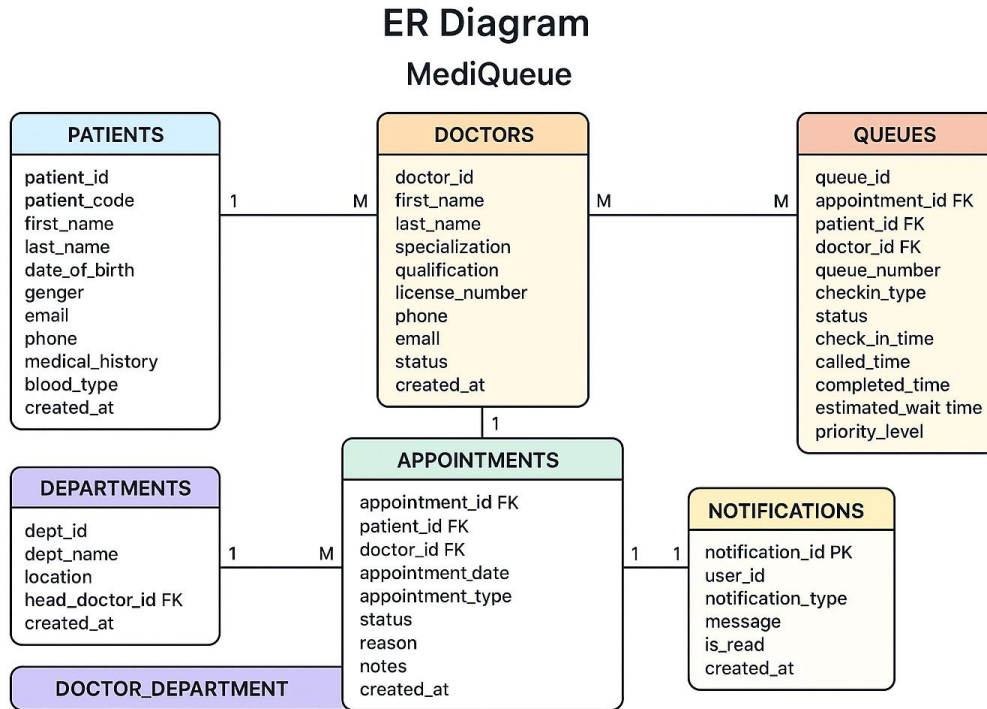 ER Diagram
MediQueue
PATIENTS
patient_id
patient_code
first_name
last_name
date_of_birth
genger
email
phone
medical_history
blood_type
created_at
1
M
DOCTORS
doctor_id
first_name
last_name
specialization
qualification
license_number
phone
emall
status
created_at
M
M
QUEUES
queue_id
appointment_id FK
patient_id FK
doctor_id FK
queue_number
checkin_type
status
check_in_time
called_time
completed_time
estimated_wait time
priority_level
1
DEPARTMENTS
dept_id
dept_name
location
head_doctor_id FK
created_at
1
M
APPOINTMENTS
appointment_id FK
patient_id FK
doctor_id FK
appointment_date
appointment_type
status
reason
notes
created_at
1
1
NOTIFICATIONS
notification_id PK
user_id
notification_type
message
is_read
created_at
DOCTOR_DEPARTMENT